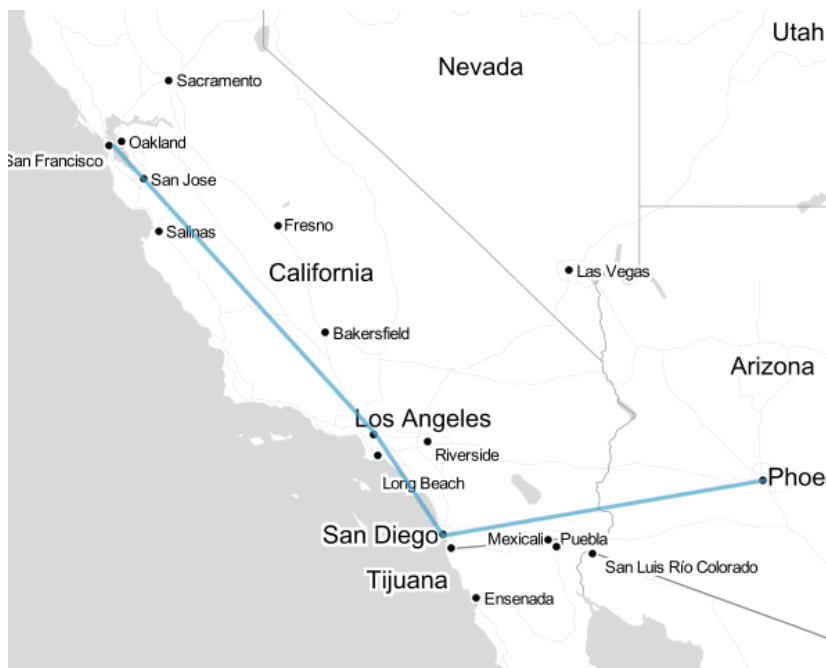 Utah
Nevada
Sacramento
Oakland
San Francisco
San Jose
Fresno
Salinas
California
Las Vegas
Bakersfield
Arizona
Los Angeles
Riverside
Phoe
Long Beach
San Diego
Mexicali
Puebla
San Luis Río Colorado
Tijuana
Ensenada